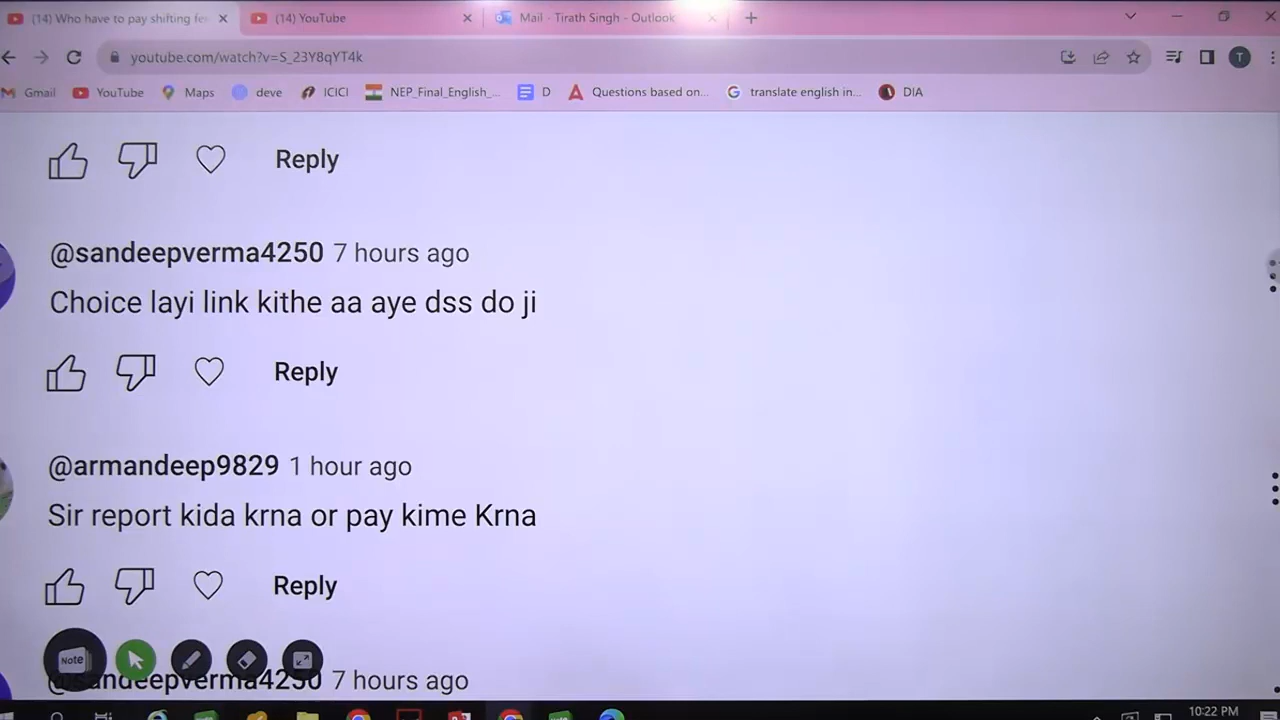 (14) Who have to pay shifting fe
(14) YouTube
Mail - Tirath Singh - Outlook
youtube.com/watch?v=S_23Y8qYT4k
T
Gmail
YouTube
Maps
deve
ICICI
NEP_Final_English_...
D
Questions based on...
translate english in...
DIA
Reply
@sandeepverma4250 7 hours ago
Choice layi link kithe aa aye dss do ji
Reply
@armandeep9829 1 hour ago
Sir report kida krna or pay kime Krna
Reply
Note
@sandeepverma4250 7 hours ago
10:22 PM